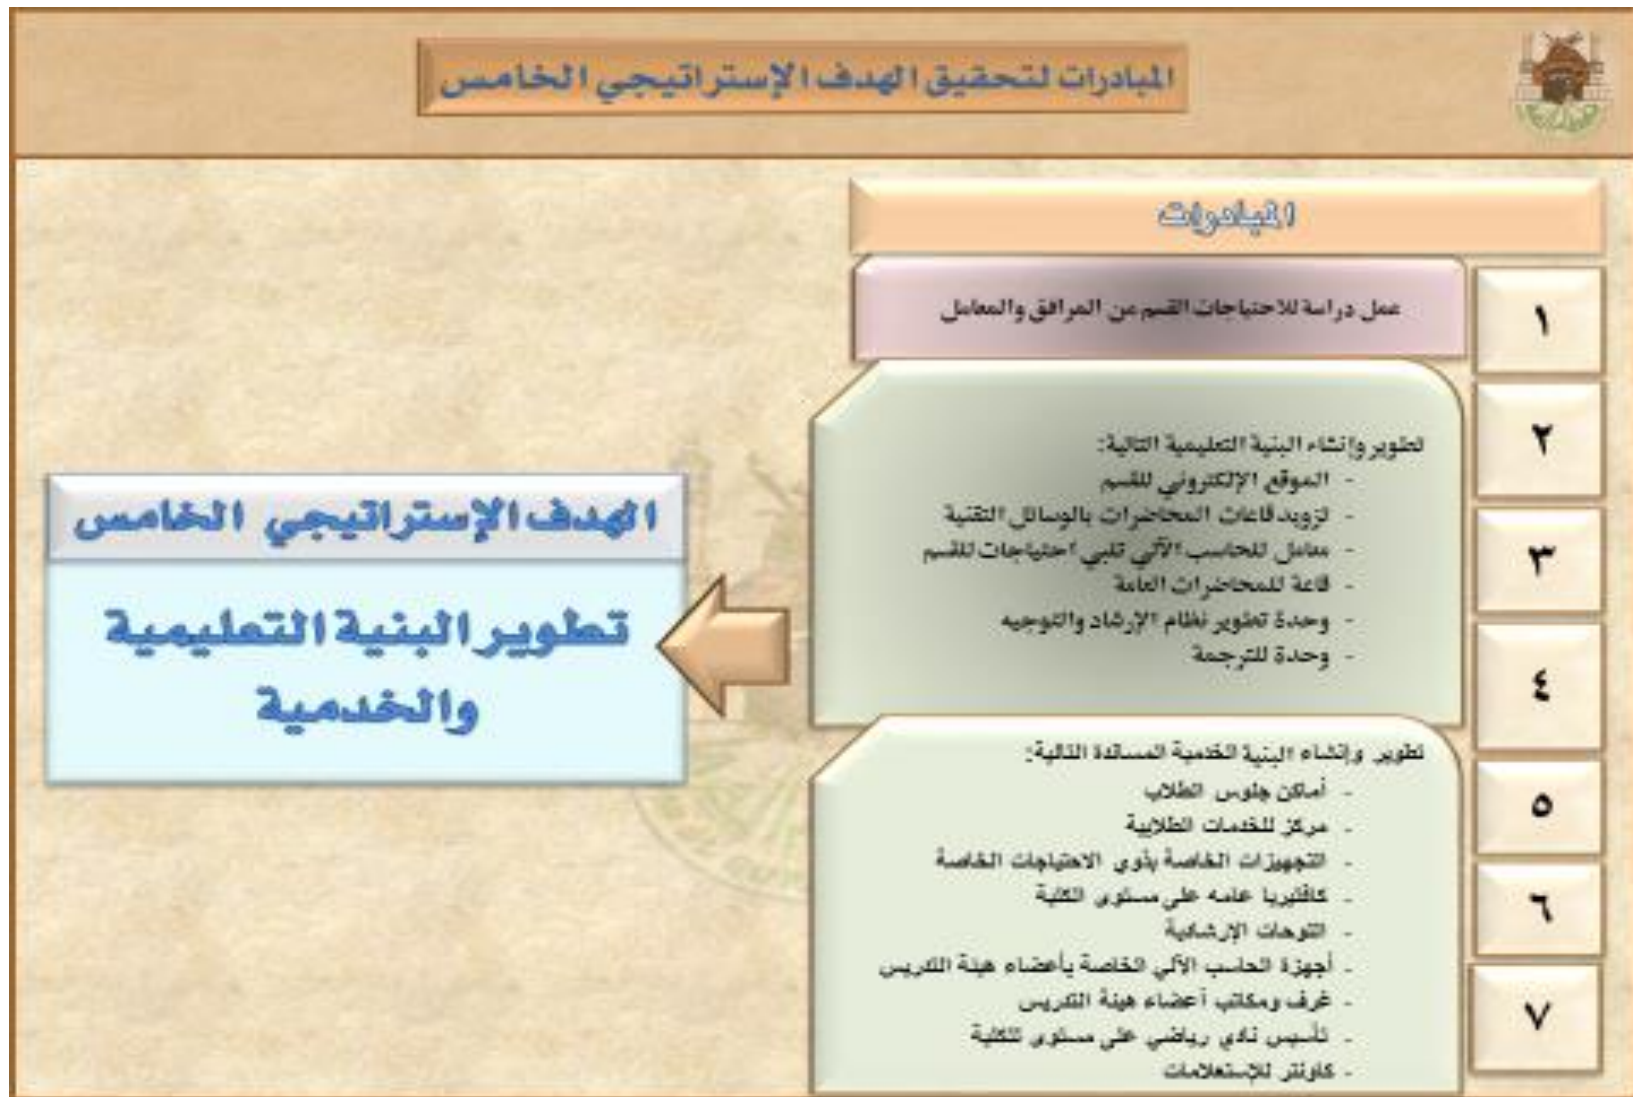 المبادرات لتحقيق الهدف الإستراتيجي الخامس
المبادرات
١
عمل دراسة للاحتياجات القسم من المرافق والمعامل
٢
٣
٤
تطوير وإنشاء البنية التعليمية التالية:
- الموقع الإلكتروني للقسم
- تزويد قاعات المحاضرات بالوسائل التقنية
- معامل للحاسب الآلي تلبي احتياجات للقسم
- قاعة للمحاضرات العامة
- وحدة تطوير نظام الإرشاد والتوجيه
- وحدة للترجمة
٥
٦
٧
تطوير وإنشاء البنية الخدمية المساندة التالية:
- أماكن جلوس الطلاب
- مركز للخدمات الطلابية
- التجهيزات الخاصة بذوي الاحتياجات الخاصة
- كافتيريا عامه على مستوى الكلية
- اللوحات الإرشادية
- أجهزة الحاسب الآلي الخاصة بأعضاء هيئة التدريس
- غرف ومكاتب أعضاء هيئة التدريس
- تأسيس نادي رياضي على مستوى للكلية
- كاونتر للإستعلامات
الهدف الإستراتيجي الخامس
تطوير البنية التعليمية
والخدمية